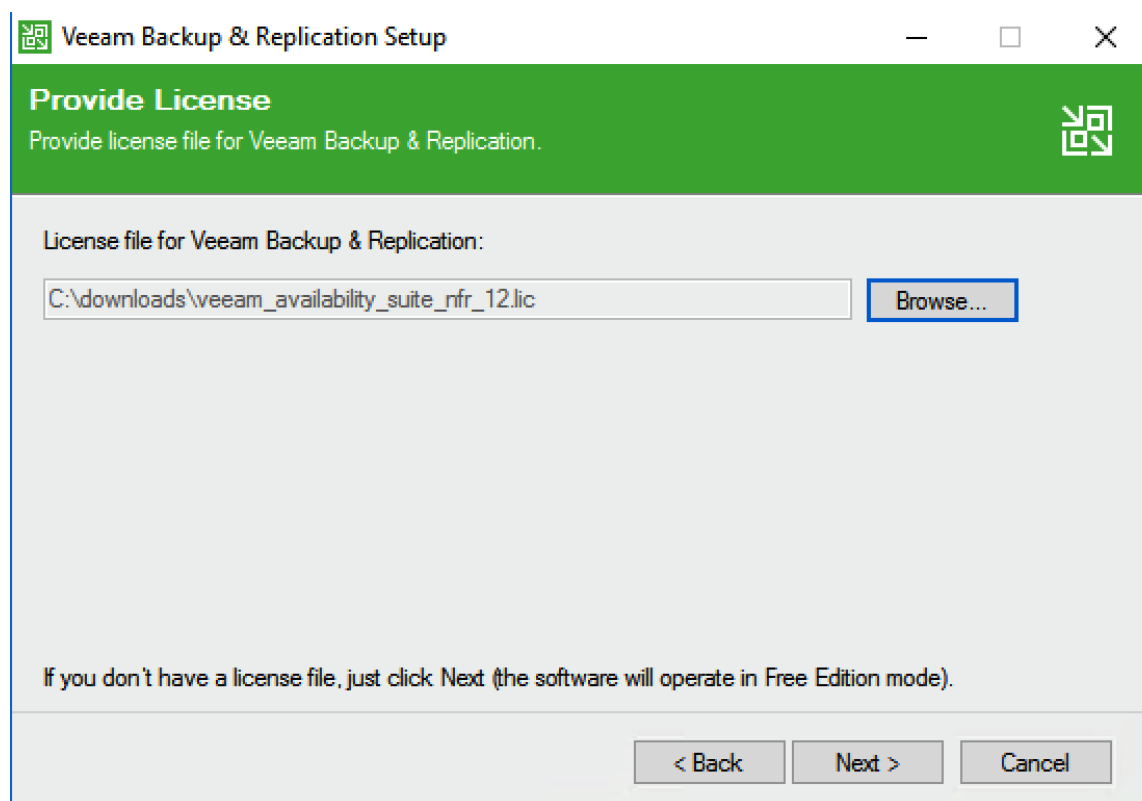 Veeam Backup & Replication Setup
Provide License
Provide license file for Veeam Backup & Replication.
License file for Veeam Backup & Replication:
C:\downloads\veeam_availability_suite_nfr_12.lic
Browse...
If you don't have a license file, just click Next (the software will operate in Free Edition mode).
< Back Next > Cancel